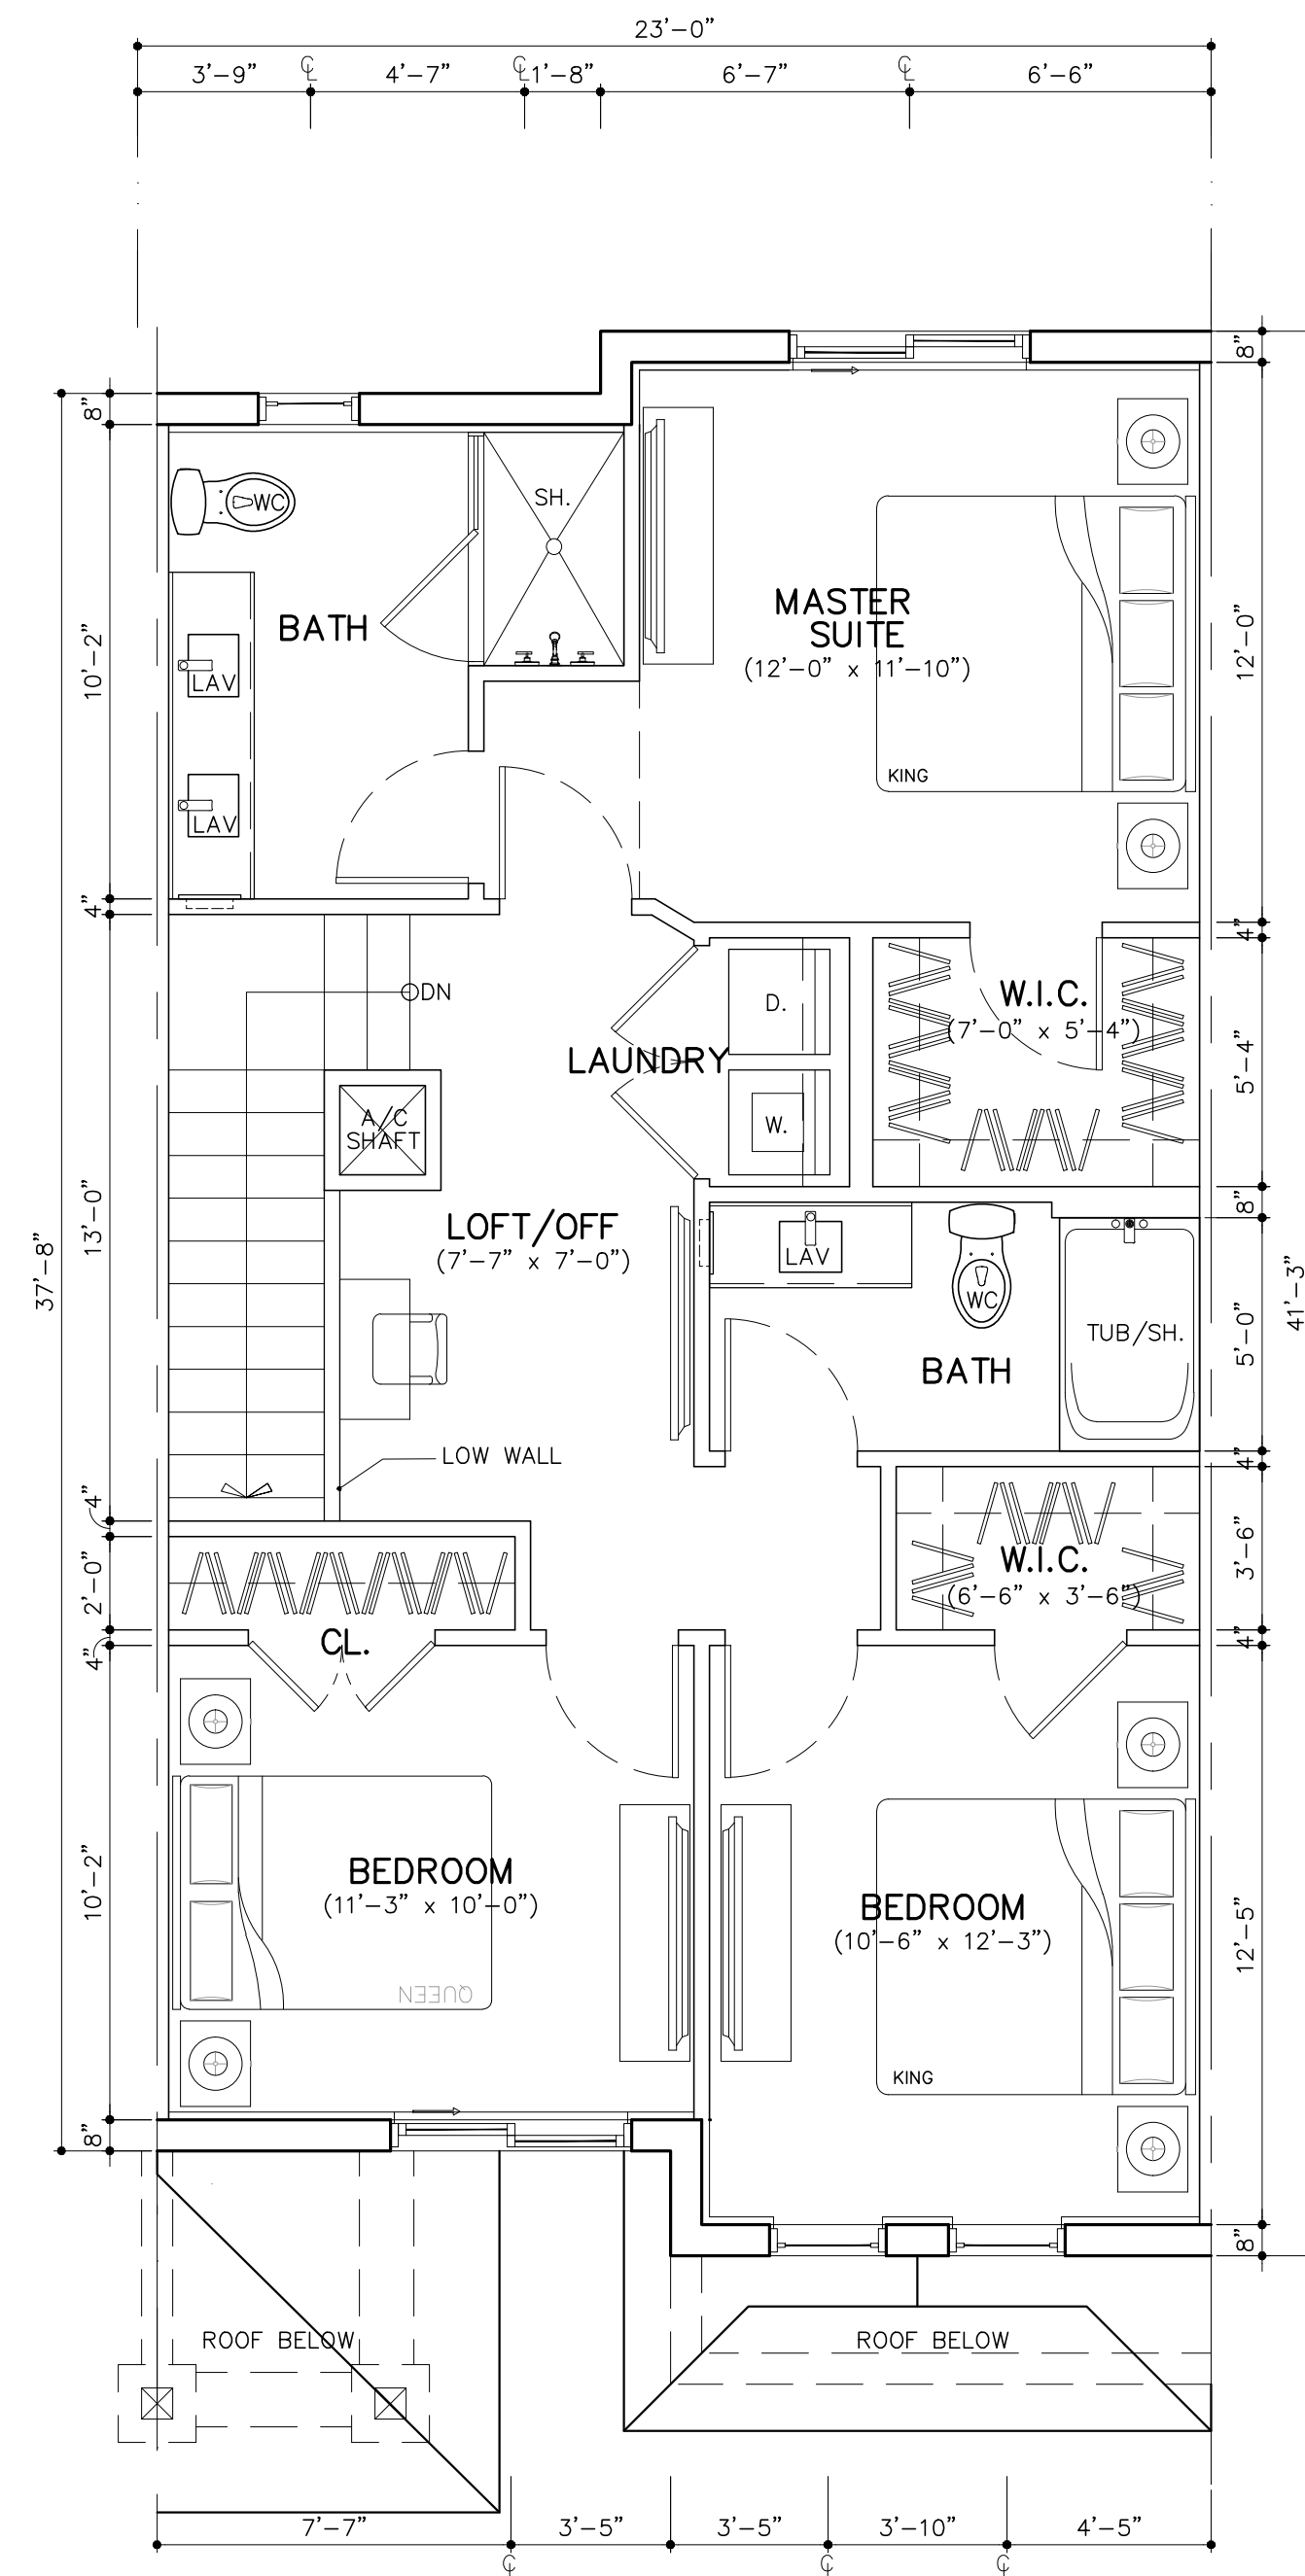 23'-0"
3'-9" ℄ 4'-7" ℄ 1'-8" 6'-7" ℄ 6'-6"
8"
8"
WC
SH.
BATH
MASTER
SUITE
(12'-0" x 11'-10")
10'-2"
12'-0"
LAV
KING
LAV
4"
4"
DN
D.
W.I.C.
(7'-0" x 5'-4")
LAUNDRY
5'-4"
A/C
SHAFT
W.
13'-0"
8"
37'-8"
LOFT/OFF
(7'-7" x 7'-0")
LAV
WC
41'-3"
TUB/SH.
5'-0"
BATH
LOW WALL
4"
4"
2'-0"
W.I.C.
(6'-6" x 3'-6")
3'-6"
CL.
4"
4"
BEDROOM
(11'-3" x 10'-0")
10'-2"
BEDROOM
(10'-6" x 12'-3")
12'-5"
QUEEN
KING
8"
8"
ROOF BELOW
ROOF BELOW
7'-7" 3'-5" 3'-5" 3'-10" 4'-5"
℄ ℄ ℄